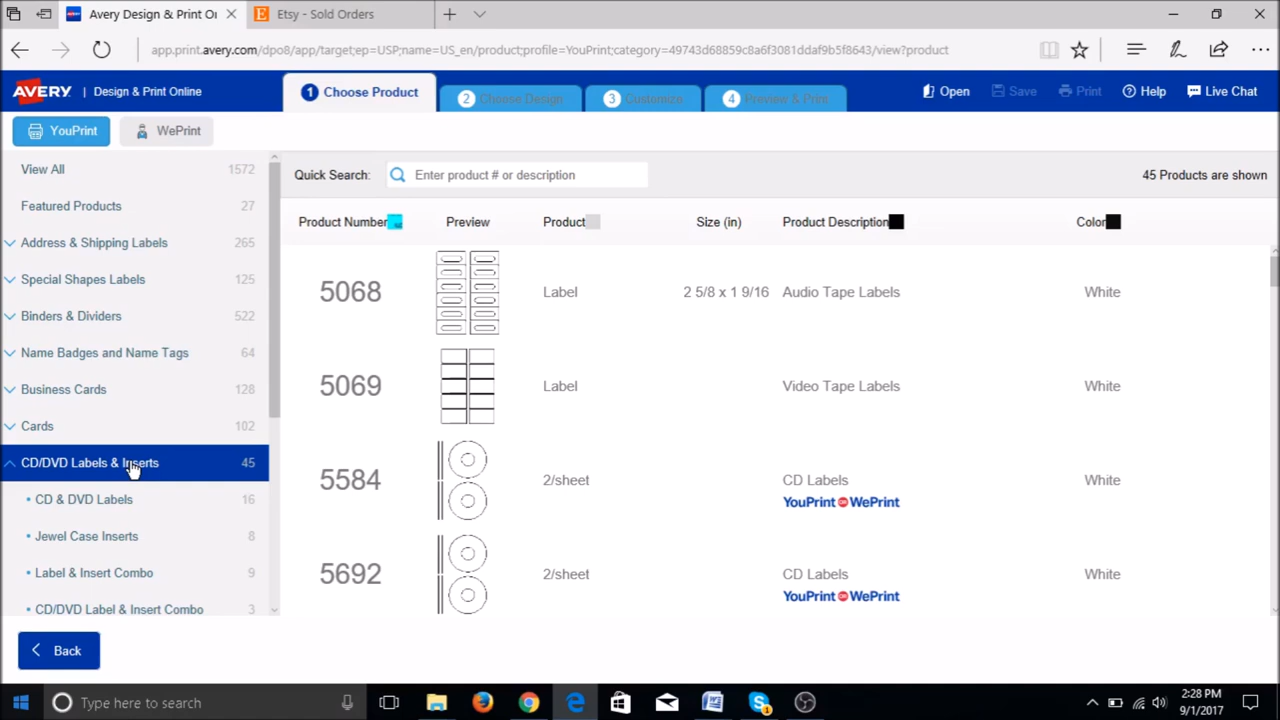 Avery Design & Print Or
Etsy - Sold Orders
app.print.avery.com/dpo8/app/target;ep=USP;name=US_en/product;profile=YouPrint;category=49743d68859c8a6f3081ddaf9b5f8643/view?product
AVERY | Design & Print Online
1 Choose Product
2 Choose Design
3 Customize
4 Preview & Print
Open
Save
Print
Help
Live Chat
YouPrint
WePrint
View All 1572
Featured Products 27
Address & Shipping Labels 265
Special Shapes Labels 125
Binders & Dividers 522
Name Badges and Name Tags 64
Business Cards 128
Cards 102
CD/DVD Labels & Inserts 45
• CD & DVD Labels 16
• Jewel Case Inserts 8
• Label & Insert Combo 9
• CD/DVD Label & Insert Combo 3
Back
Quick Search: Enter product # or description 45 Products are shown
Product Number Preview Product Size (in) Product Description Color
5068 Label 2 5/8 x 1 9/16 Audio Tape Labels White
5069 Label Video Tape Labels White
5584 2/sheet CD Labels White
YouPrint OR WePrint
5692 2/sheet CD Labels White
YouPrint OR WePrint
Type here to search
2:28 PM
9/1/2017